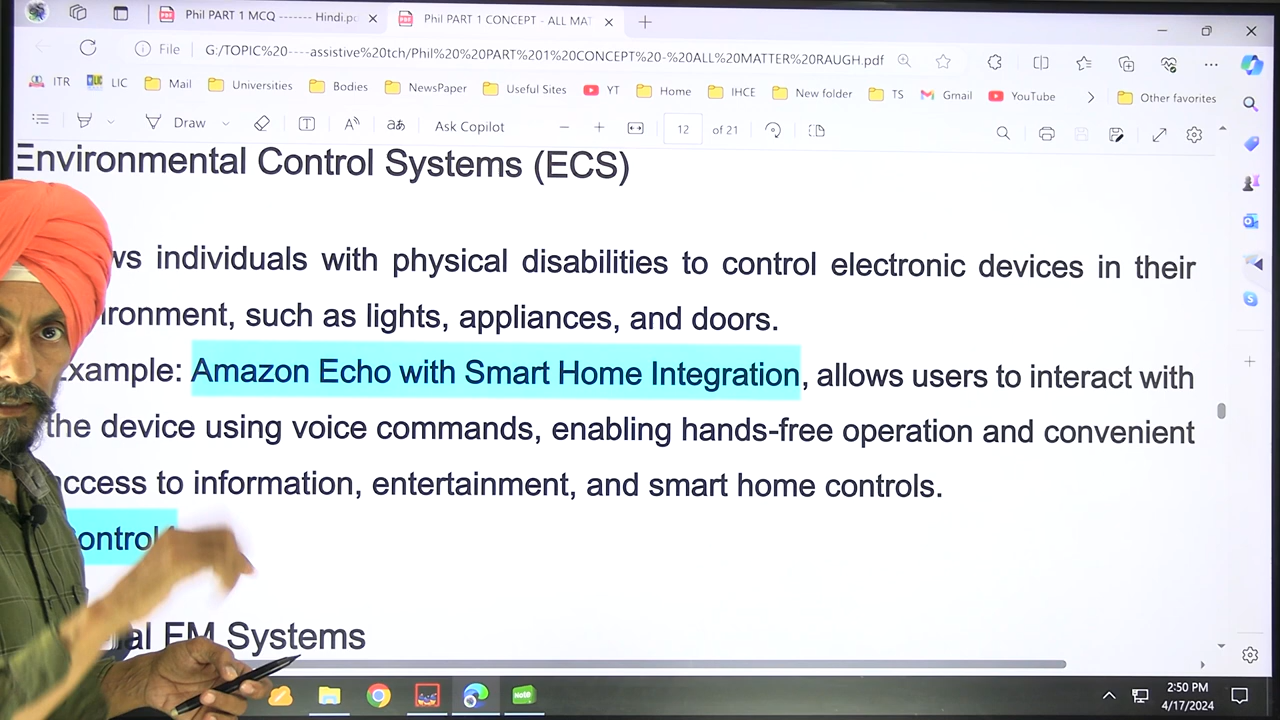 Phil PART 1 MCQ ------- Hindi.pc
Phil PART 1 CONCEPT - ALL MAT
File
G:/TOPIC%20----assistive%20tch/Phil%20%20PART%201%20CONCEPT%20-%20ALL%20MATTER%20RAUGH.pdf
ITR
LIC
Mail
Universities
Bodies
NewsPaper
Useful Sites
YT
Home
IHCE
New folder
TS
Gmail
YouTube
Other favorites
Draw
Ask Copilot
12
of 21
Environmental Control Systems (ECS)
ws individuals with physical disabilities to control electronic devices in their
ironment, such as lights, appliances, and doors.
Example: Amazon Echo with Smart Home Integration, allows users to interact with
the device using voice commands, enabling hands-free operation and convenient
access to information, entertainment, and smart home controls.
ontrol
al FM Systems
Note
2:50 PM
4/17/2024